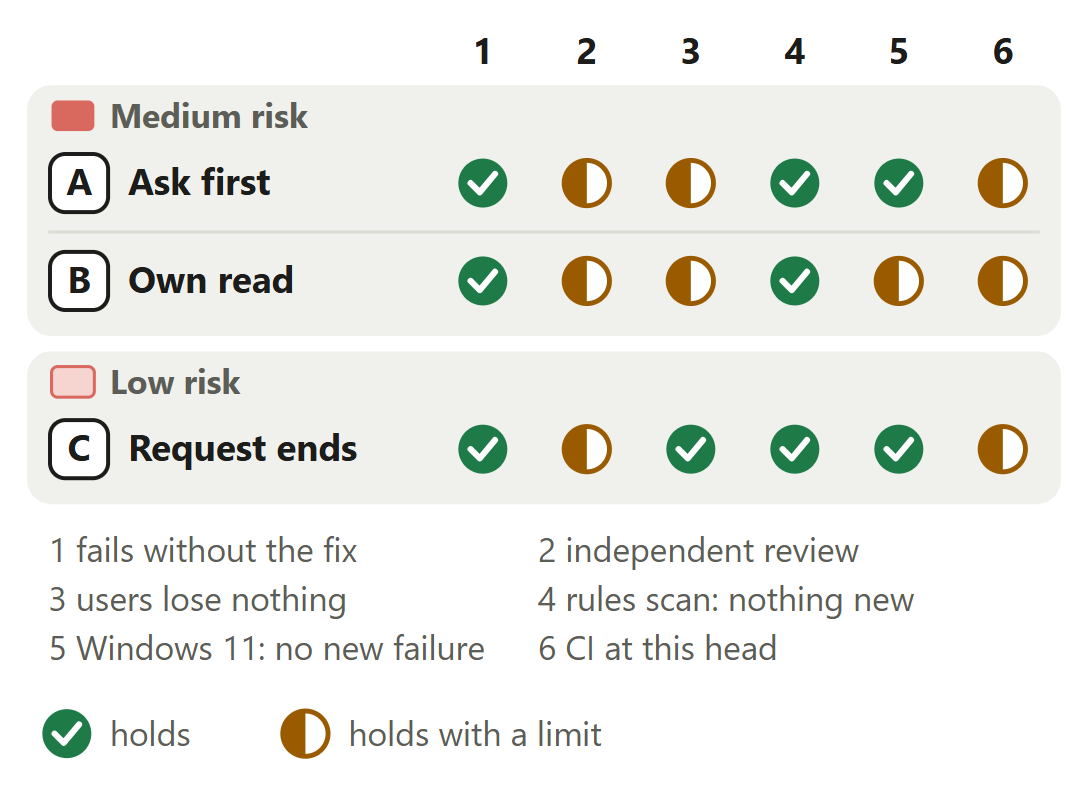 1 2 3 4 5 6
Medium risk
A Ask first
B Own read
Low risk
C Request ends
1 fails without the fix
2 independent review
3 users lose nothing
4 rules scan: nothing new
5 Windows 11: no new failure
6 CI at this head
holds
holds with a limit